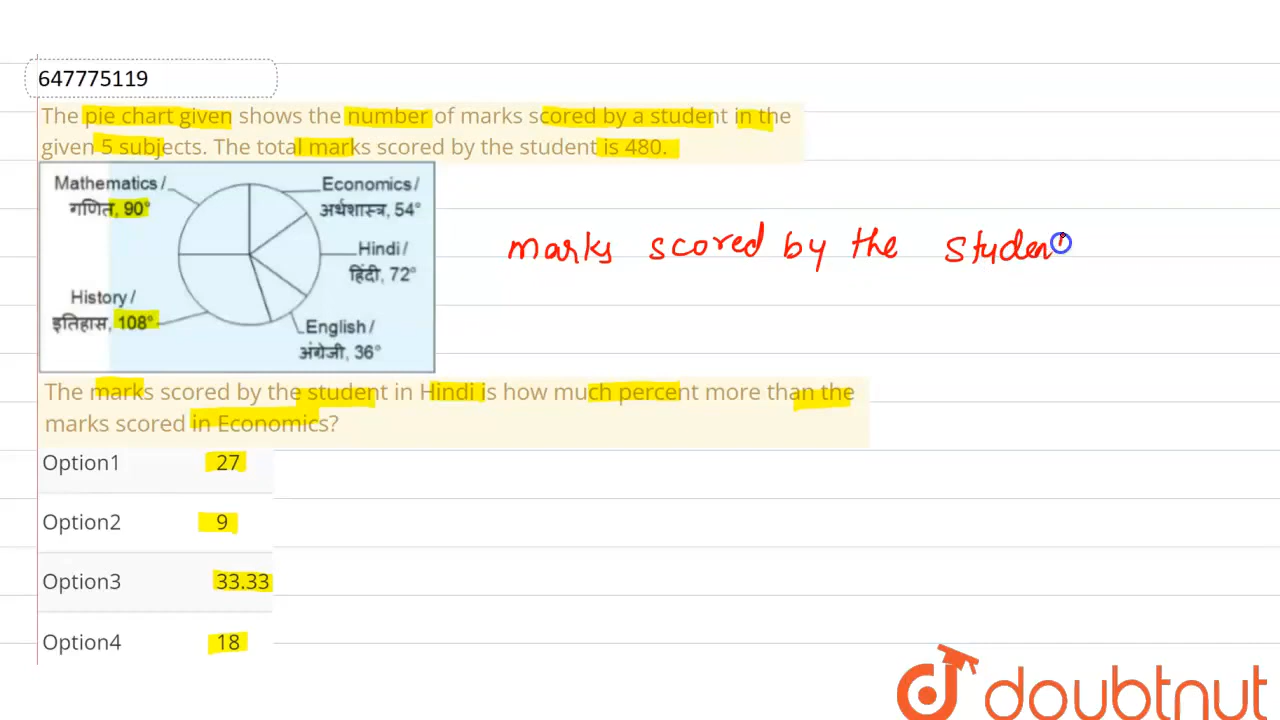 647775119
The pie chart given shows the number of marks scored by a student in the
given 5 subjects. The total marks scored by the student is 480.
Mathematics /
गणित, 90°
Economics /
अर्थशास्त्र, 54°
Hindi /
हिंदी, 72°
History /
इतिहास, 108°
English /
अंग्रेजी, 36°
marks scored by the studen
The marks scored by the student in Hindi is how much percent more than the
marks scored in Economics?
Option1 27
Option2 9
Option3 33.33
Option4 18
doubtnut